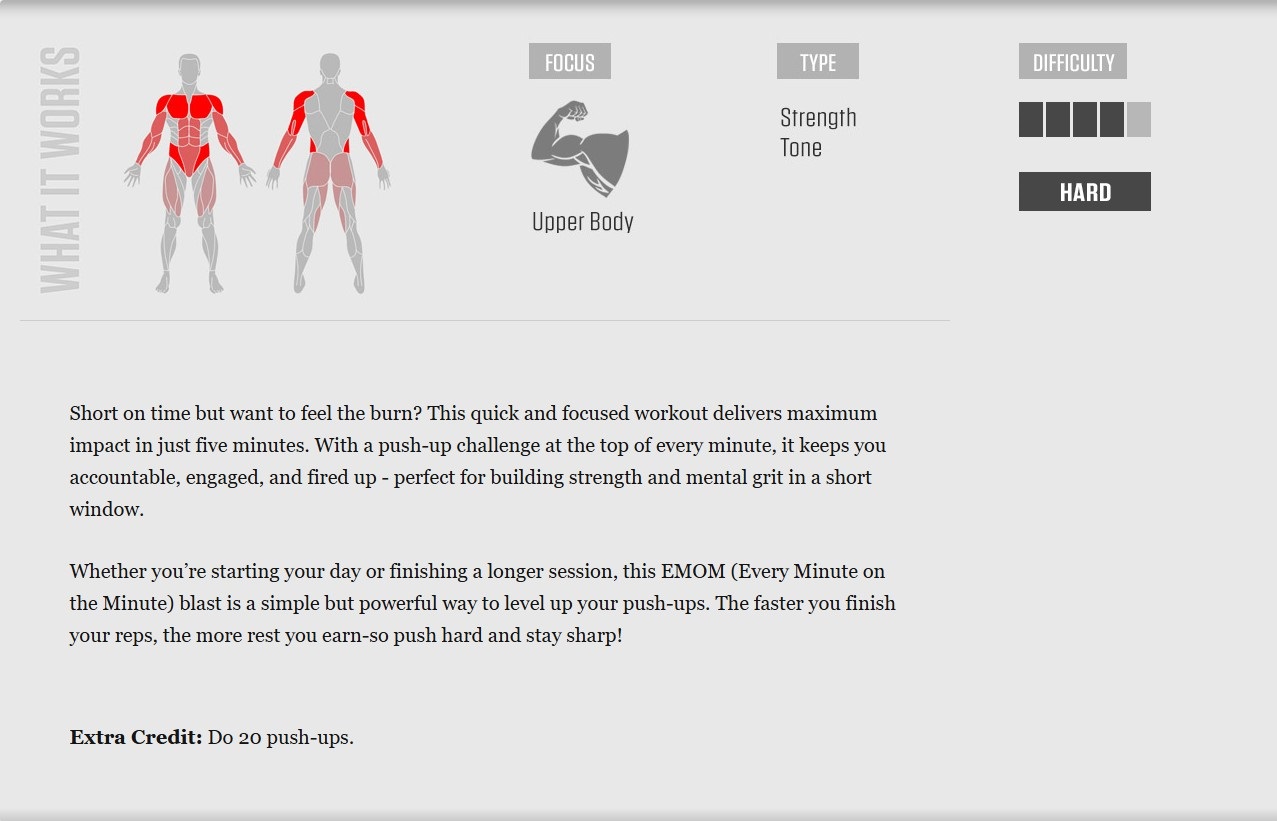 WHAT IT WORKS
FOCUS
Upper Body
TYPE
Strength
Tone
DIFFICULTY
HARD
Short on time but want to feel the burn? This quick and focused workout delivers maximum
impact in just five minutes. With a push-up challenge at the top of every minute, it keeps you
accountable, engaged, and fired up - perfect for building strength and mental grit in a short
window.
Whether you’re starting your day or finishing a longer session, this EMOM (Every Minute on
the Minute) blast is a simple but powerful way to level up your push-ups. The faster you finish
your reps, the more rest you earn-so push hard and stay sharp!
Extra Credit: Do 20 push-ups.